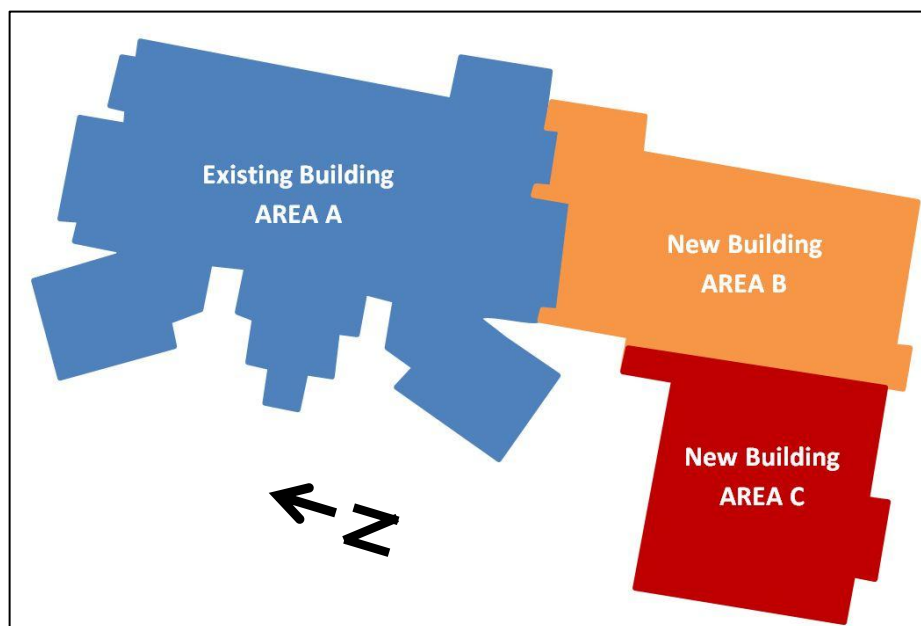 Existing Building
AREA A
New Building
AREA B
New Building
AREA C
N